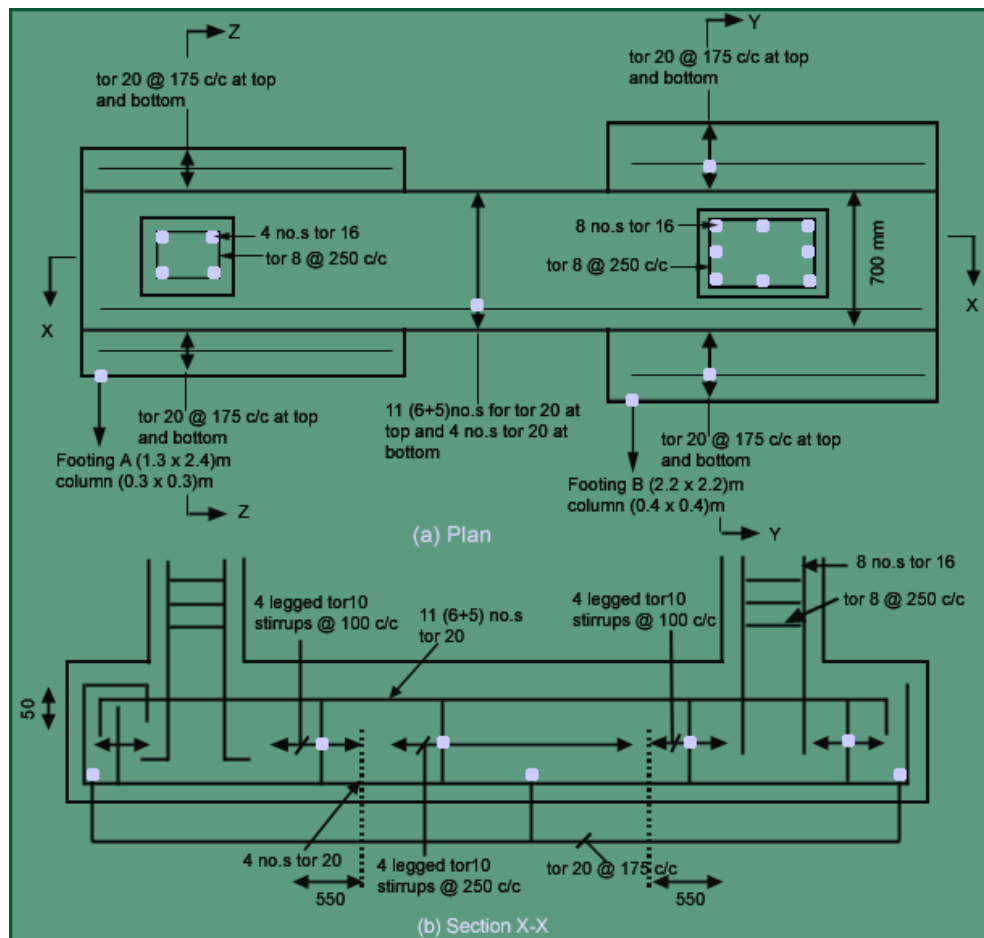 Z
Y
tor 20 @ 175 c/c at top
and bottom
tor 20 @ 175 c/c at top
and bottom
4 no.s tor 16
tor 8 @ 250 c/c
8 no.s tor 16
tor 8 @ 250 c/c
700 mm
X
X
tor 20 @ 175 c/c at top
and bottom
11 (6+5)no.s for tor 20 at
top and 4 no.s tor 20 at
bottom
tor 20 @ 175 c/c at top
and bottom
Footing A (1.3 x 2.4)m
column (0.3 x 0.3)m
Footing B (2.2 x 2.2)m
column (0.4 x 0.4)m
Z
(a) Plan
Y
8 no.s tor 16
tor 8 @ 250 c/c
4 legged tor10
stirrups @ 100 c/c
11 (6+5) no.s
tor 20
4 legged tor10
stirrups @ 100 c/c
50
4 no.s tor 20
4 legged tor10
stirrups @ 250 c/c
tor 20 @ 175 c/c
550
550
(b) Section X-X